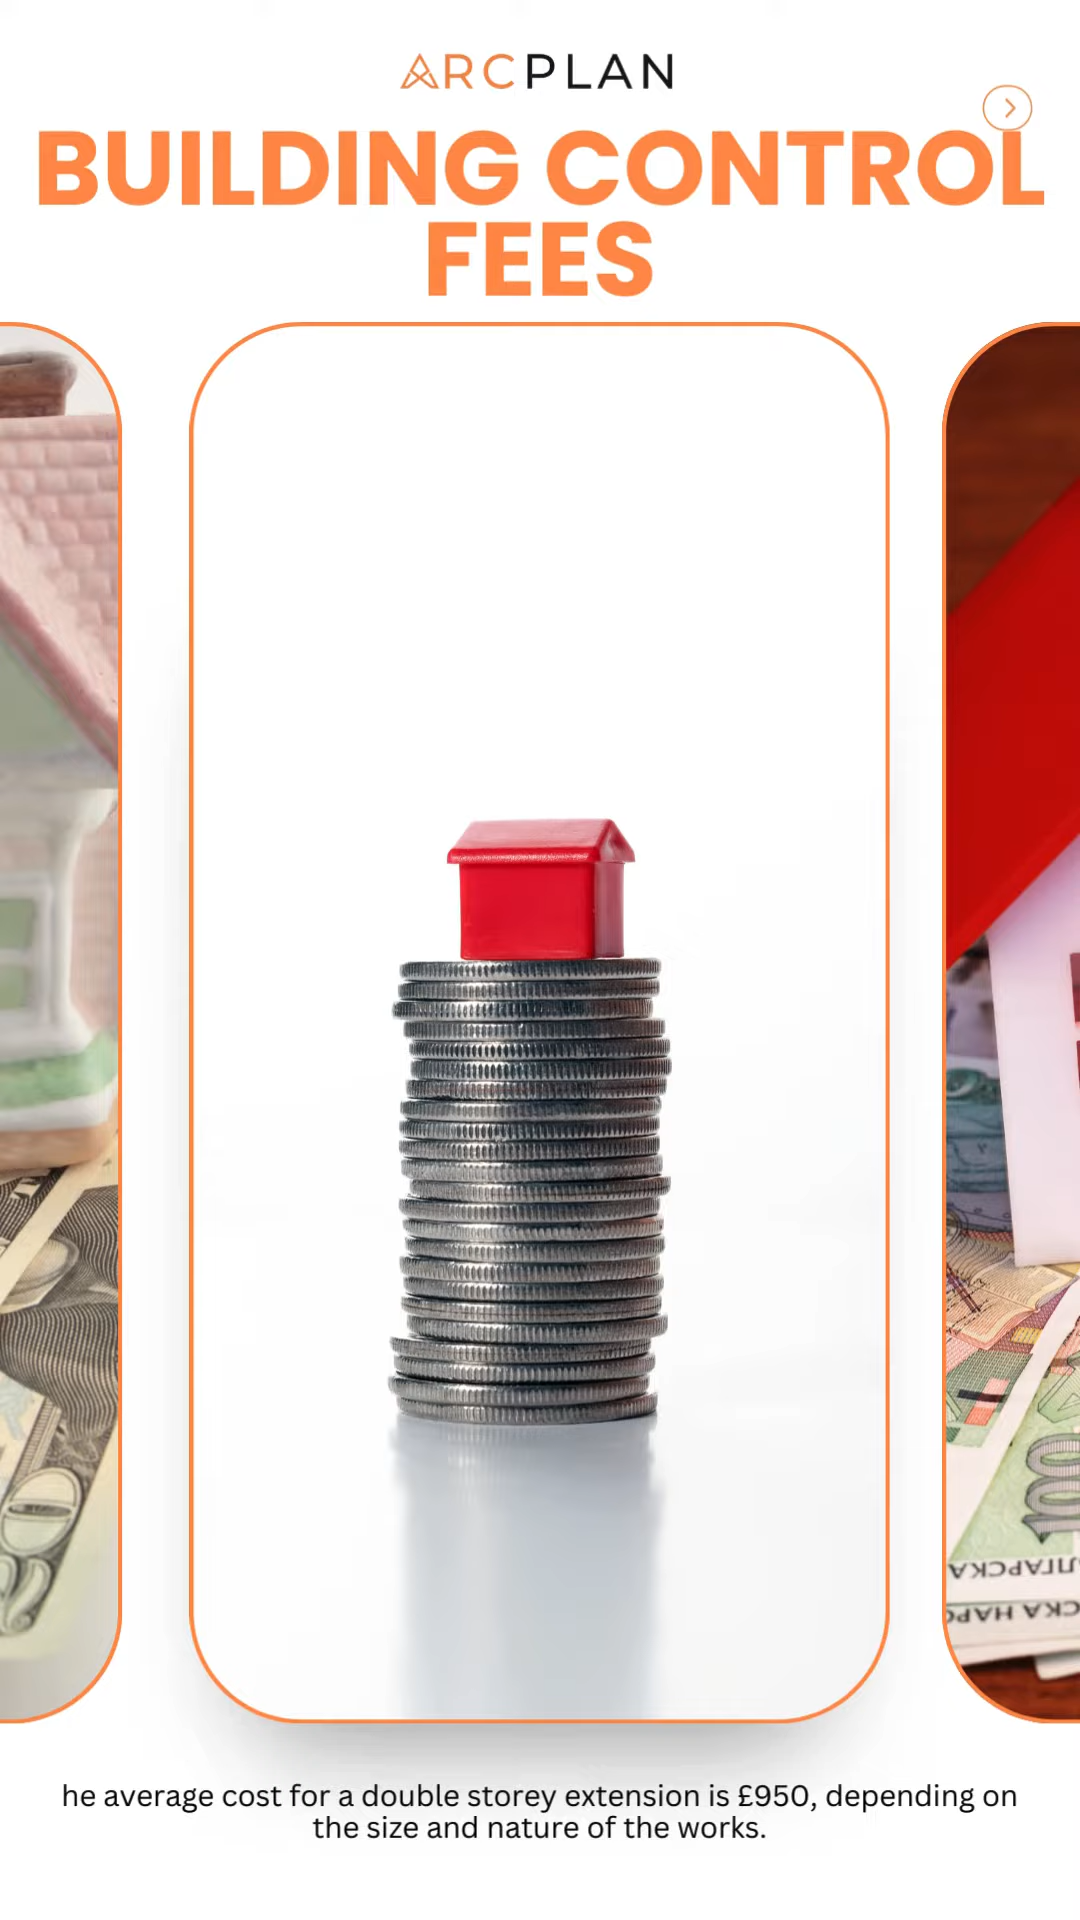 ARCPLAN
BUILDING CONTROL
FEES
100
he average cost for a double storey extension is £950, depending on
the size and nature of the works.